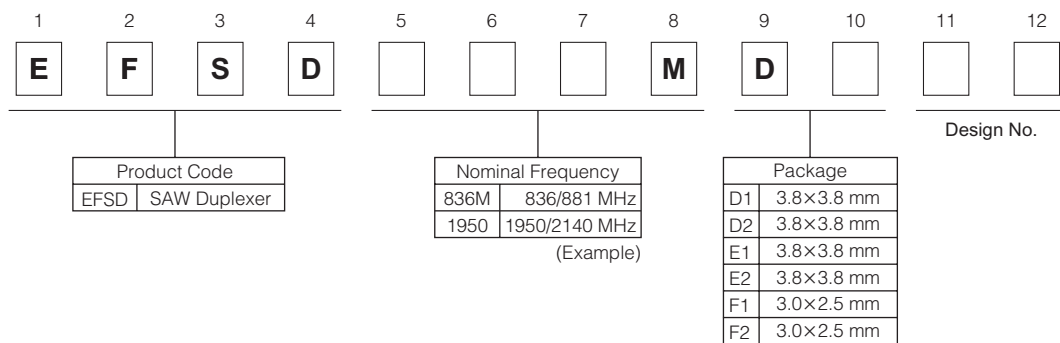 1 2 3 4 5 6 7 8 9 10 11 12
E F S D M D
Design No.
Product Code
EFSD SAW Duplexer
Nominal Frequency
836M 836/881 MHz
1950 1950/2140 MHz
(Example)
Package
D1 3.8×3.8 mm
D2 3.8×3.8 mm
E1 3.8×3.8 mm
E2 3.8×3.8 mm
F1 3.0×2.5 mm
F2 3.0×2.5 mm